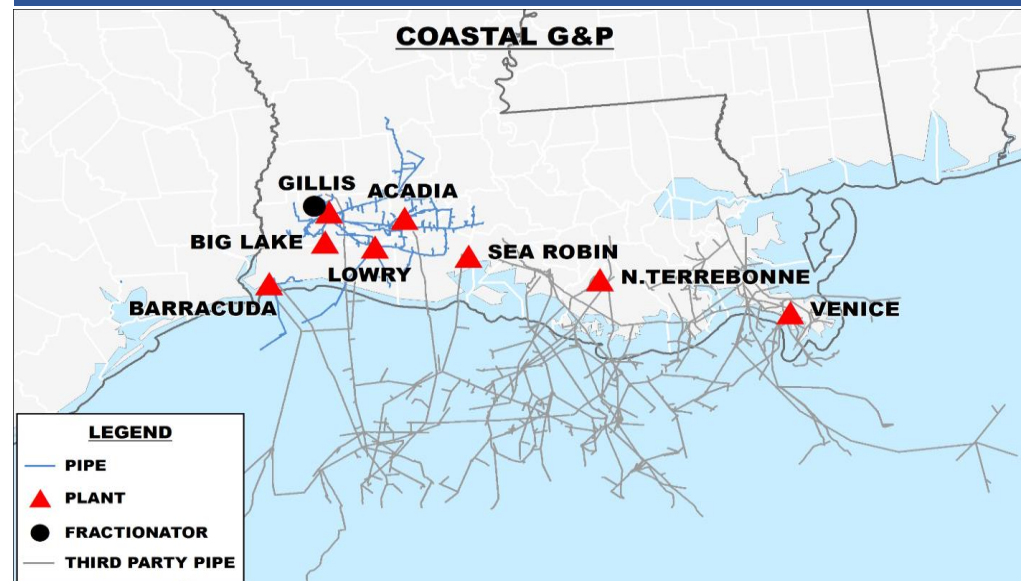 COASTAL G&P
GILLIS
ACADIA
BIG LAKE
LOWRY
SEA ROBIN
N.TERREBONNE
BARRACUDA
VENICE
LEGEND
PIPE
PLANT
FRACTIONATOR
THIRD PARTY PIPE